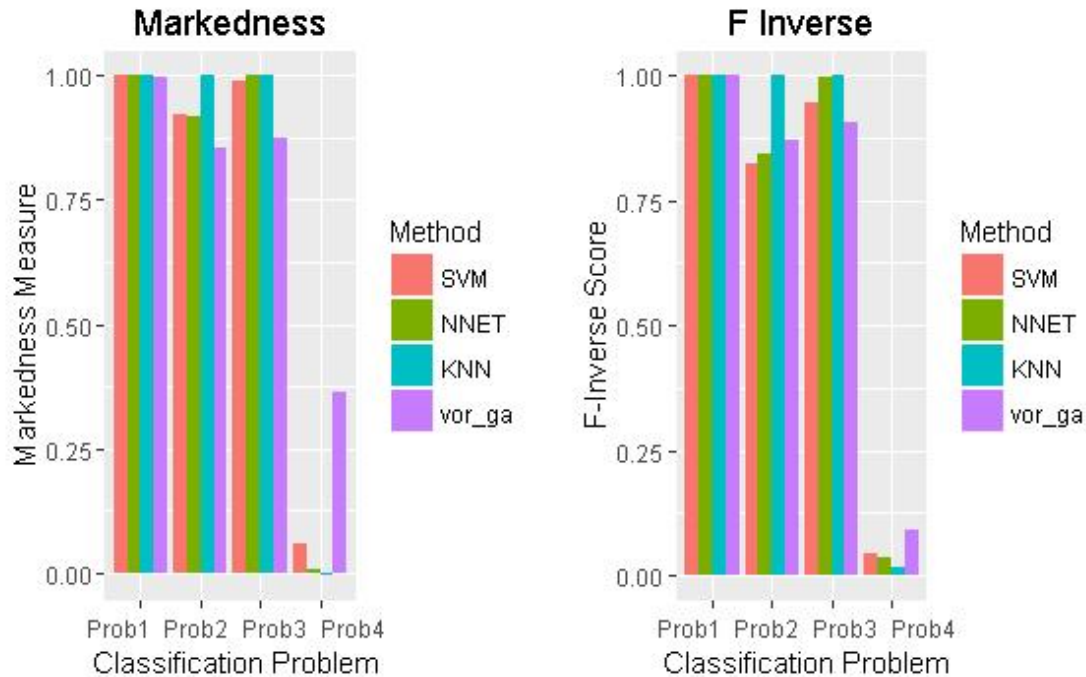 Markedness
Markedness Measure
1.00
0.75
0.50
0.25
0.00
Prob1 Prob2 Prob3 Prob4
Classification Problem
Method
SVM
NNET
KNN
vor_ga
F Inverse
F-Inverse Score
1.00
0.75
0.50
0.25
0.00
Prob1 Prob2 Prob3 Prob4
Classification Problem
Method
SVM
NNET
KNN
vor_ga